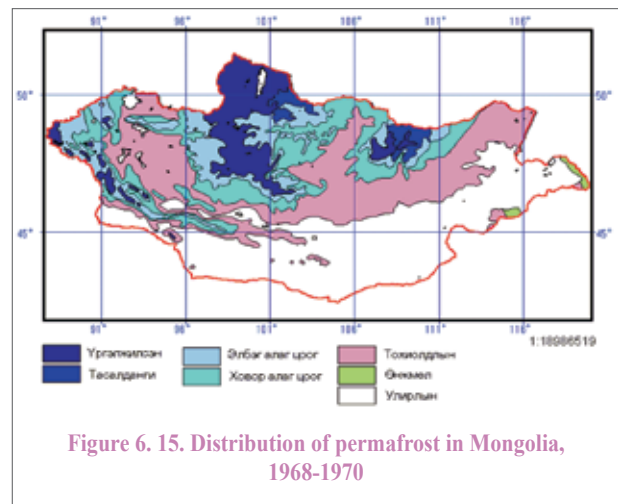 91° 96° 101° 106° 111° 116°
50° 50°
45° 45°
91° 96° 101° 106° 111° 116°
1:18986519
Үргэлжилсэн Элбэг алаг цоог Тохиолдлын
Тасалданги Ховор алаг цоог Өнжмөл
Улирлын
Figure 6. 15. Distribution of permafrost in Mongolia,
1968-1970